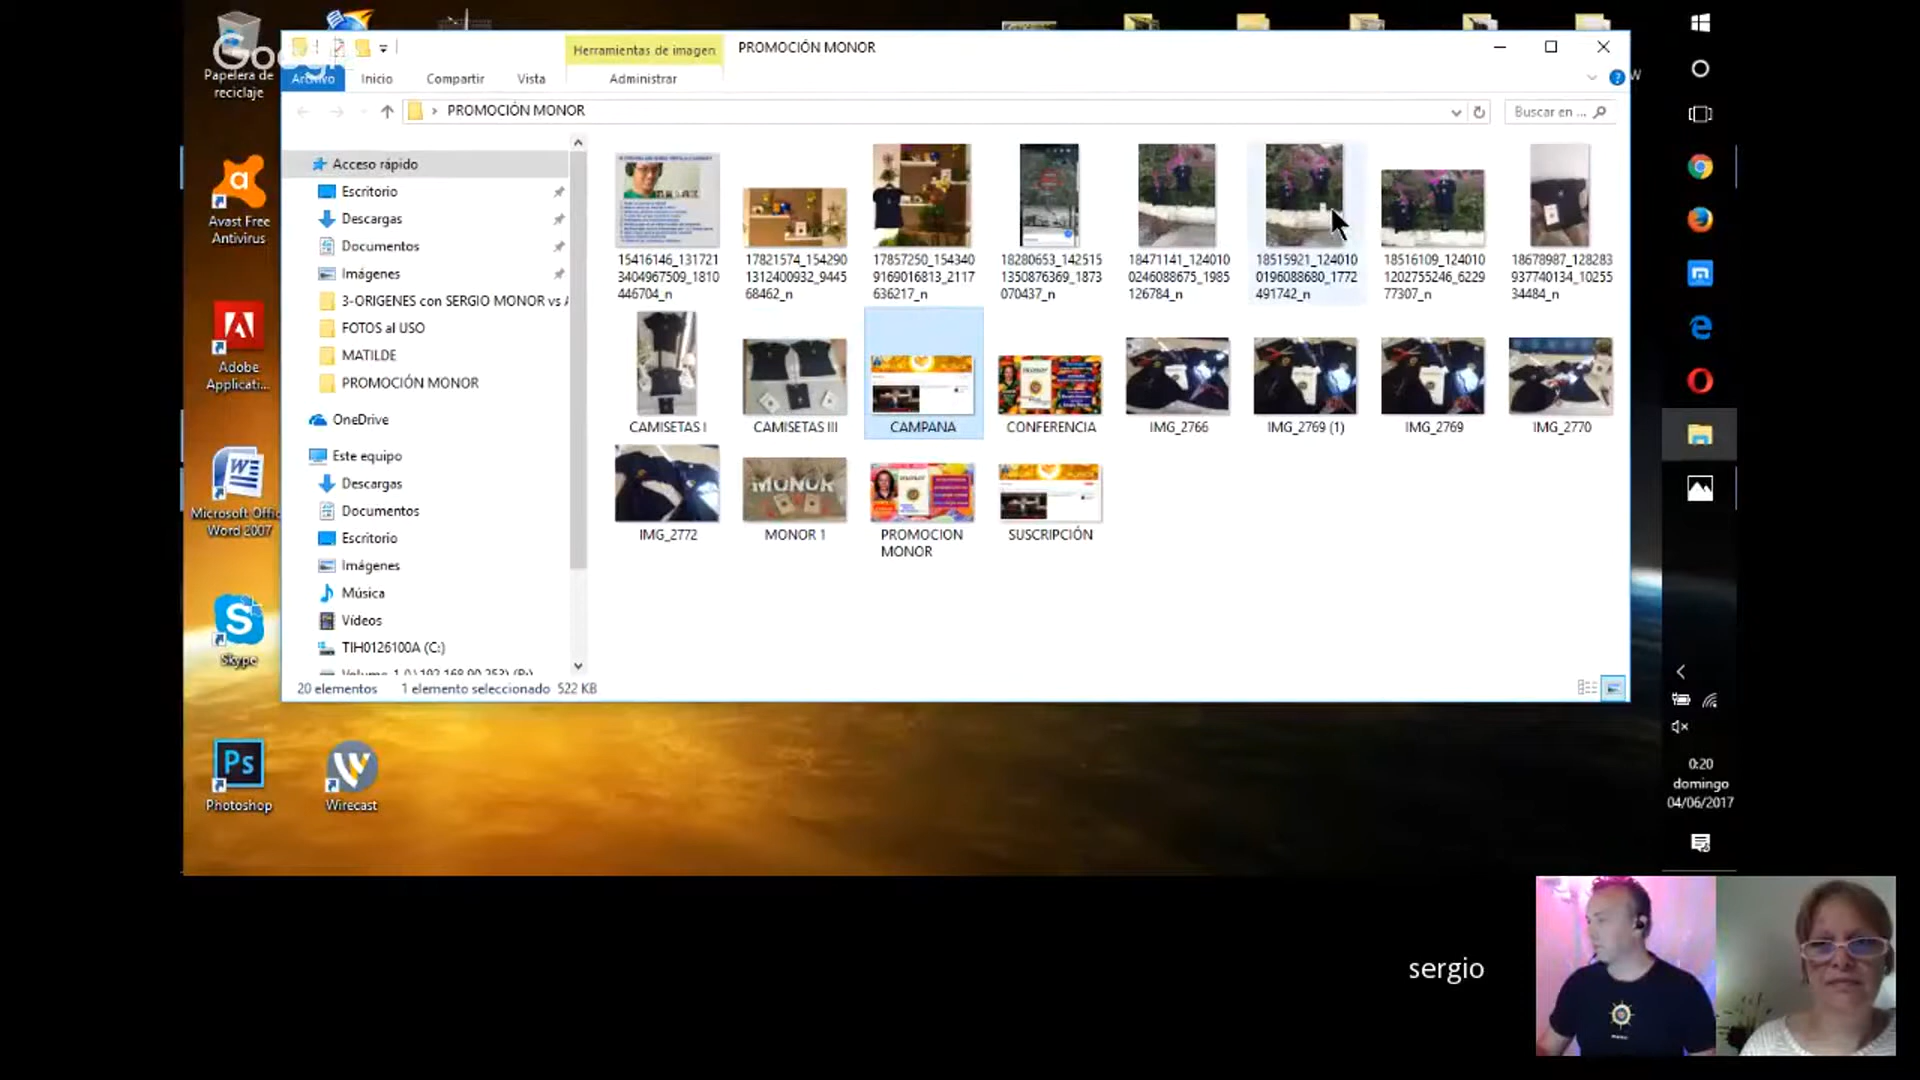 Google
Papelera de
reciclaje
Avast Free
Antivirus
Adobe
Applicati...
Microsoft Offic
Word 2007
Skype
Photoshop
Wirecast
Herramientas de imagen
PROMOCIÓN MONOR
Archivo
Inicio
Compartir
Vista
Administrar
PROMOCIÓN MONOR
Buscar en ...
Acceso rápido
Escritorio
Descargas
Documentos
Imágenes
3-ORIGENES con SERGIO MONOR vs
FOTOS al USO
MATILDE
PROMOCIÓN MONOR
OneDrive
Este equipo
Descargas
Documentos
Escritorio
Imágenes
Música
Vídeos
TIH0126100A (C:)
15416146_131721
3404967509_1810
446704_n
17821574_154290
1312400932_9445
68462_n
17857250_154340
9169016813_2117
636217_n
18280653_142515
1350876369_1873
070437_n
18471141_124010
0246088675_1985
126784_n
18515921_124010
0196088680_1772
491742_n
18516109_124010
1202755246_6229
77307_n
18678987_128283
937740134_10255
34484_n
CAMISETAS I
CAMISETAS III
CAMPANA
CONFERENCIA
IMG_2766
IMG_2769 (1)
IMG_2769
IMG_2770
IMG_2772
MONOR
MONOR 1
PROMOCION
MONOR
SUSCRIPCIÓN
20 elementos
1 elemento seleccionado 522 KB
0:20
domingo
04/06/2017
sergio